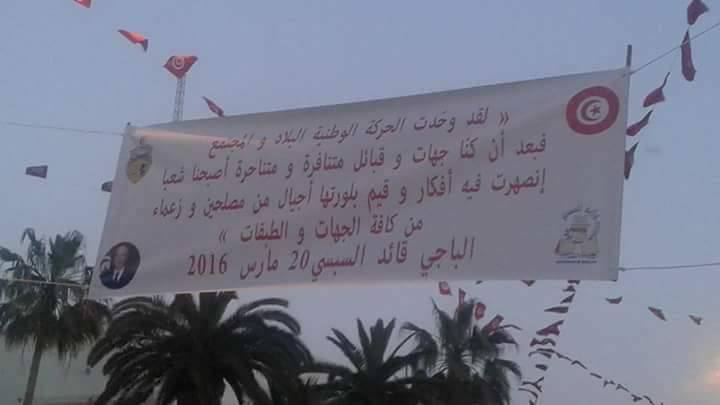 « لقد وحدت الحركة الوطنية البلاد و المجتمع
فبعد أن كنا جهات و قبائل متنافرة و متناحرة أصبحنا شعبا
إنصهرت فيه أفكار و قيم بلورتها أجيال من مصلحين و زعماء
من كافة الجهات و الطبقات »
الباجي قائد السبسي 20 مارس 2016